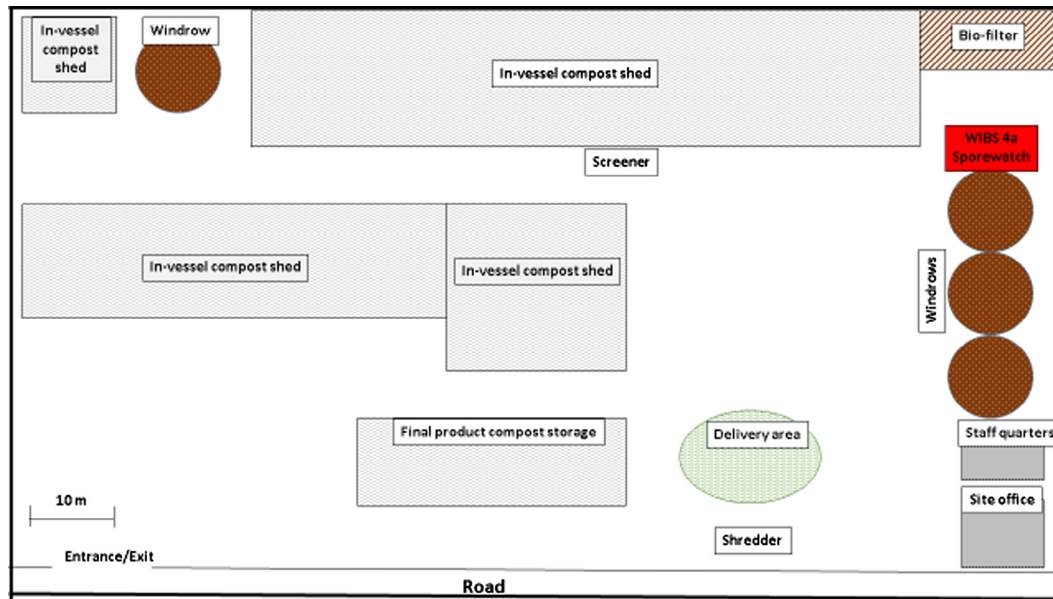 In-vessel
compost
shed
Windrow
In-vessel compost shed
Bio-filter
WIBS 4a
Sporewatch
Screener
In-vessel compost shed
In-vessel compost shed
Windrows
Final product compost storage
Delivery area
Staff quarters
10 m
Site office
Shredder
Entrance/Exit
Road